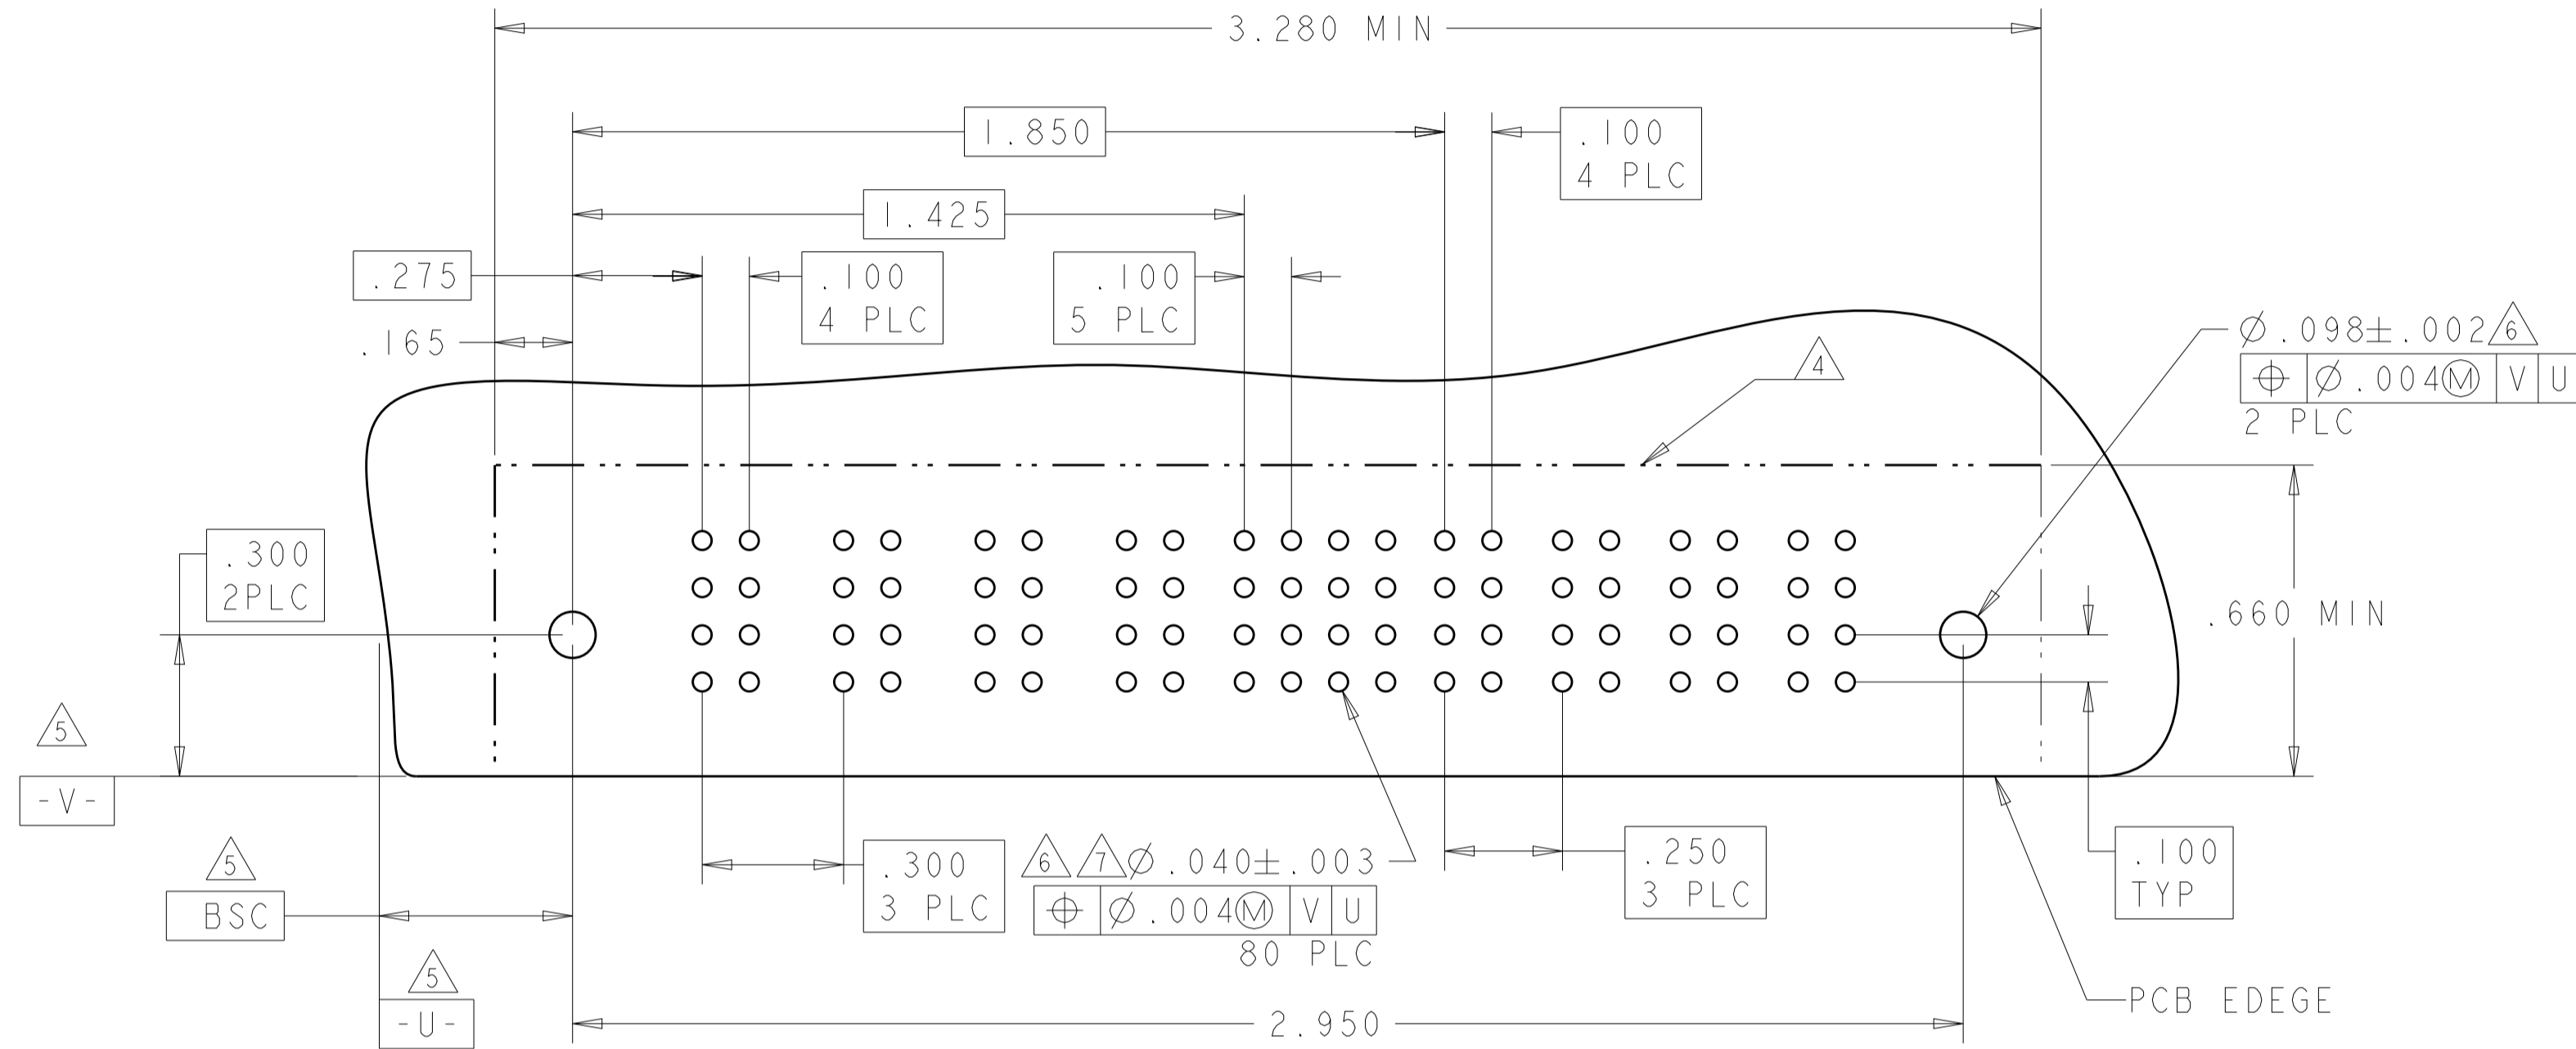 3.280 MIN
1.850
.100
4 PLC
1.425
.275
.100
4 PLC
.100
5 PLC
.165
Ø.098±.002 6
⌖ Ø.004Ⓜ V U
2 PLC
4
.300
2PLC
.660 MIN
5
-V-
5
BSC
5
-U-
.300
3 PLC
6 7 Ø.040±.003
⌖ Ø.004Ⓜ V U
80 PLC
.250
3 PLC
.100
TYP
PCB EDEGE
2.950